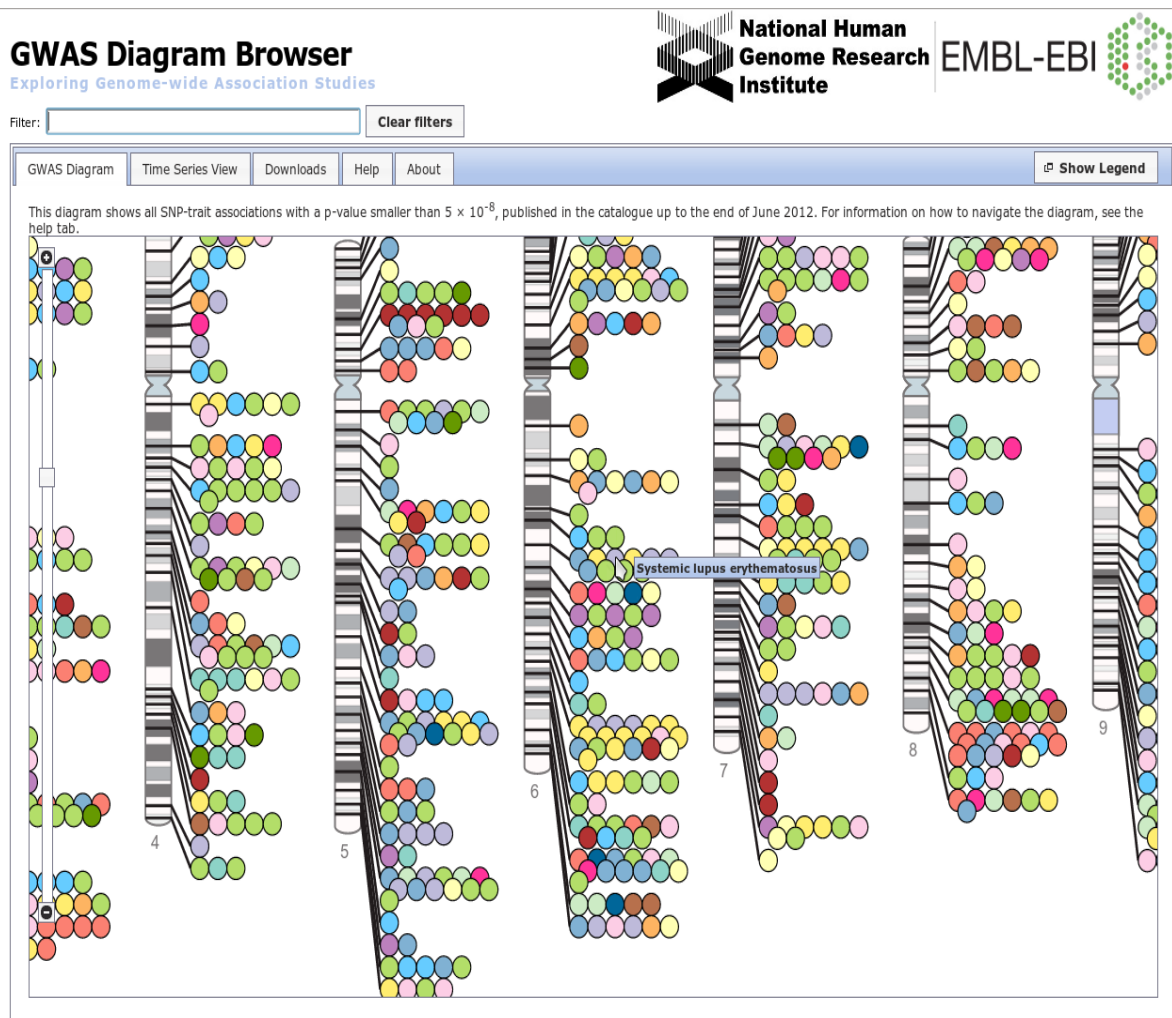 GWAS Diagram Browser
Exploring Genome-wide Association Studies
National Human
Genome Research
Institute
EMBL-EBI
Filter:
Clear filters
GWAS Diagram
Time Series View
Downloads
Help
About
Show Legend
This diagram shows all SNP-trait associations with a p-value smaller than 5 × 10⁻⁸, published in the catalogue up to the end of June 2012. For information on how to navigate the diagram, see the
help tab.
Systemic lupus erythematosus
4
5
6
7
8
9